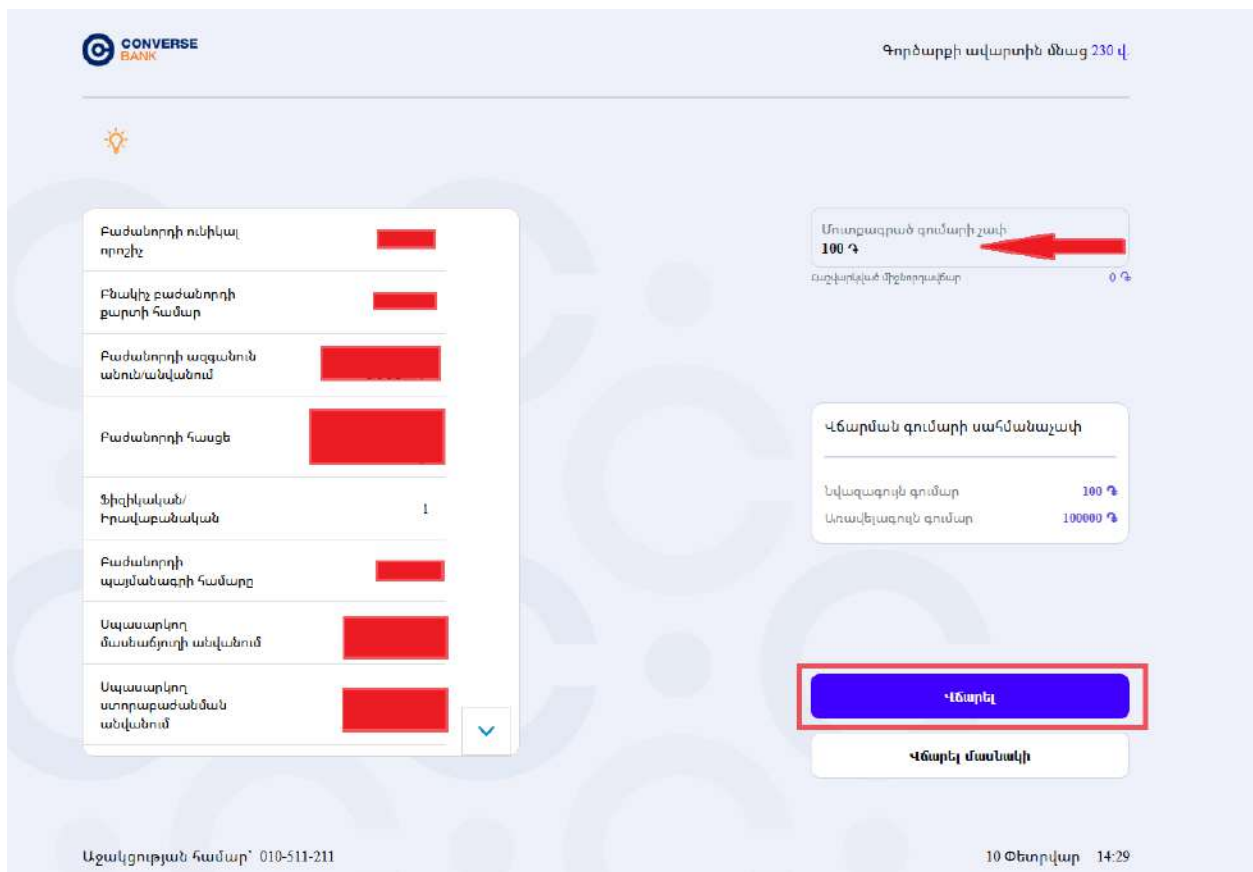 CONVERSE
BANK
Գործարքի ավարտին մնաց 230 վ.
Բաժանորդի ունիկալ
որոշիչ
Բնակիչ բաժանորդի
քարտի համար
Բաժանորդի ազգանուն
անուն/անվանում
Բաժանորդի հասցե
Ֆիզիկական/
Իրավաբանական
1
Բաժանորդի
պայմանագրի համարը
Սպասարկող
մասնաճյուղի անվանում
Սպասարկող
ստորաբաժանման
անվանում
Մուտքագրած գումարի չափ
100 ֏
Հաշվարկված միջնորդավճար 0 ֏
Վճարման գումարի սահմանաչափ
Նվազագույն գումար 100 ֏
Առավելագույն գումար 100000 ֏
Վճարել
Վճարել մասնակի
Աջակցության համար՝ 010-511-211
10 Փետրվար 14:29